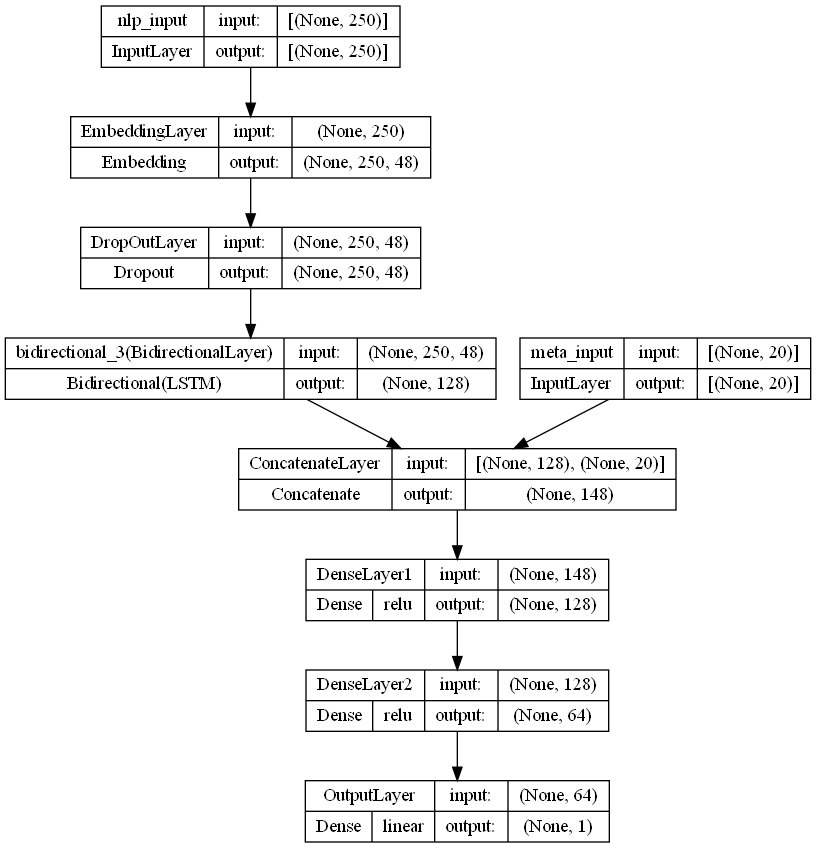 nlp_input input: [(None, 250)]
InputLayer output: [(None, 250)]
EmbeddingLayer input: (None, 250)
Embedding output: (None, 250, 48)
DropOutLayer input: (None, 250, 48)
Dropout output: (None, 250, 48)
bidirectional_3(BidirectionalLayer) input: (None, 250, 48)
Bidirectional(LSTM) output: (None, 128)
meta_input input: [(None, 20)]
InputLayer output: [(None, 20)]
ConcatenateLayer input: [(None, 128), (None, 20)]
Concatenate output: (None, 148)
DenseLayer1 input: (None, 148)
Dense relu output: (None, 128)
DenseLayer2 input: (None, 128)
Dense relu output: (None, 64)
OutputLayer input: (None, 64)
Dense linear output: (None, 1)